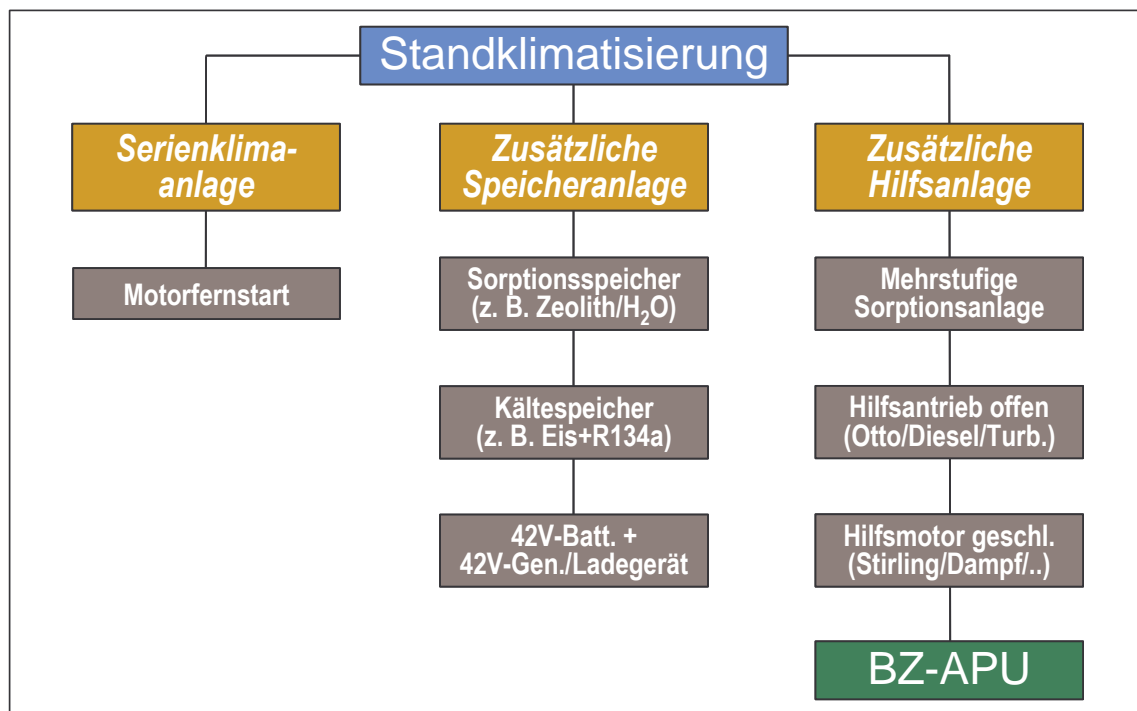 Standklimatisierung
Serienklima-
anlage
Motorfernstart
Zusätzliche
Speicheranlage
Sorptionsspeicher
(z. B. Zeolith/H₂O)
Kältespeicher
(z. B. Eis+R134a)
42V-Batt. +
42V-Gen./Ladegerät
Zusätzliche
Hilfsanlage
Mehrstufige
Sorptionsanlage
Hilfsantrieb offen
(Otto/Diesel/Turb.)
Hilfsmotor geschl.
(Stirling/Dampf/..)
BZ-APU